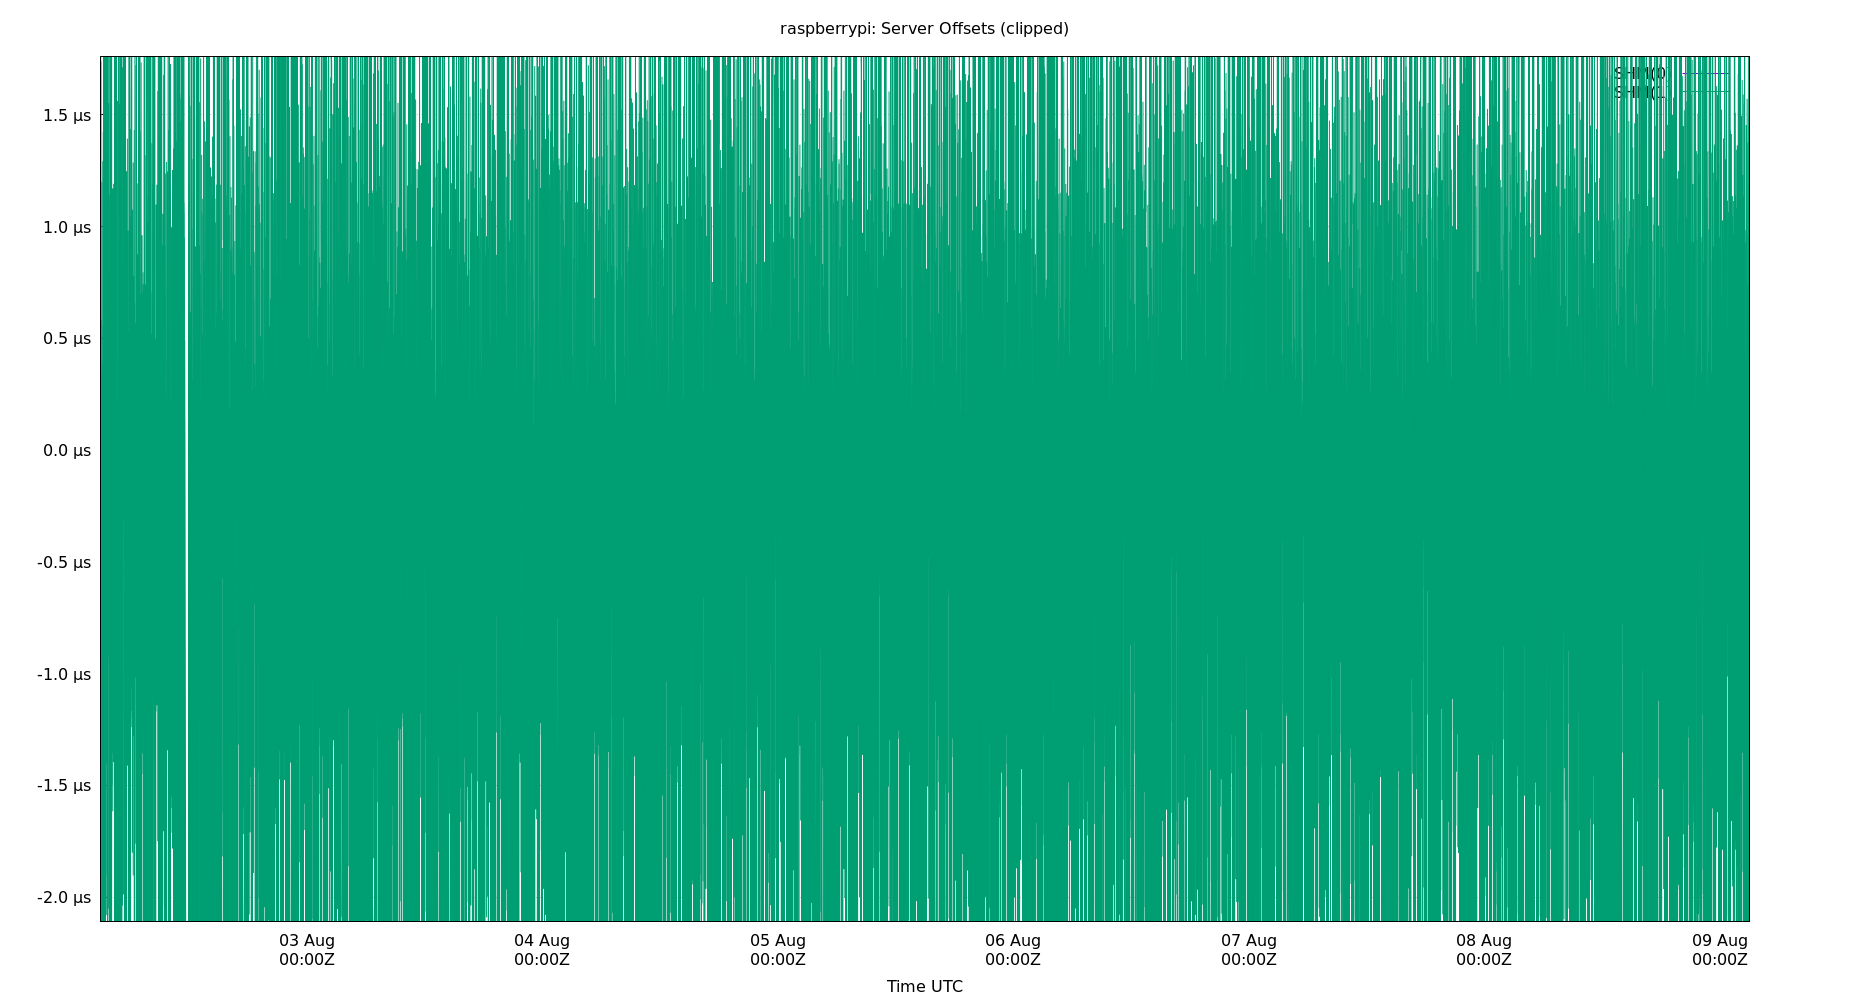 raspberrypi: Server Offsets (clipped)
SHM(0)
1.5 µs
1.0 µs
0.5 µs
0.0 µs
-0.5 µs
-1.0 µs
-1.5 µs
-2.0 µs
03 Aug 04 Aug 05 Aug 06 Aug 07 Aug 08 Aug 09 Aug
00:00Z 00:00Z 00:00Z 00:00Z 00:00Z 00:00Z 00:00Z
Time UTC